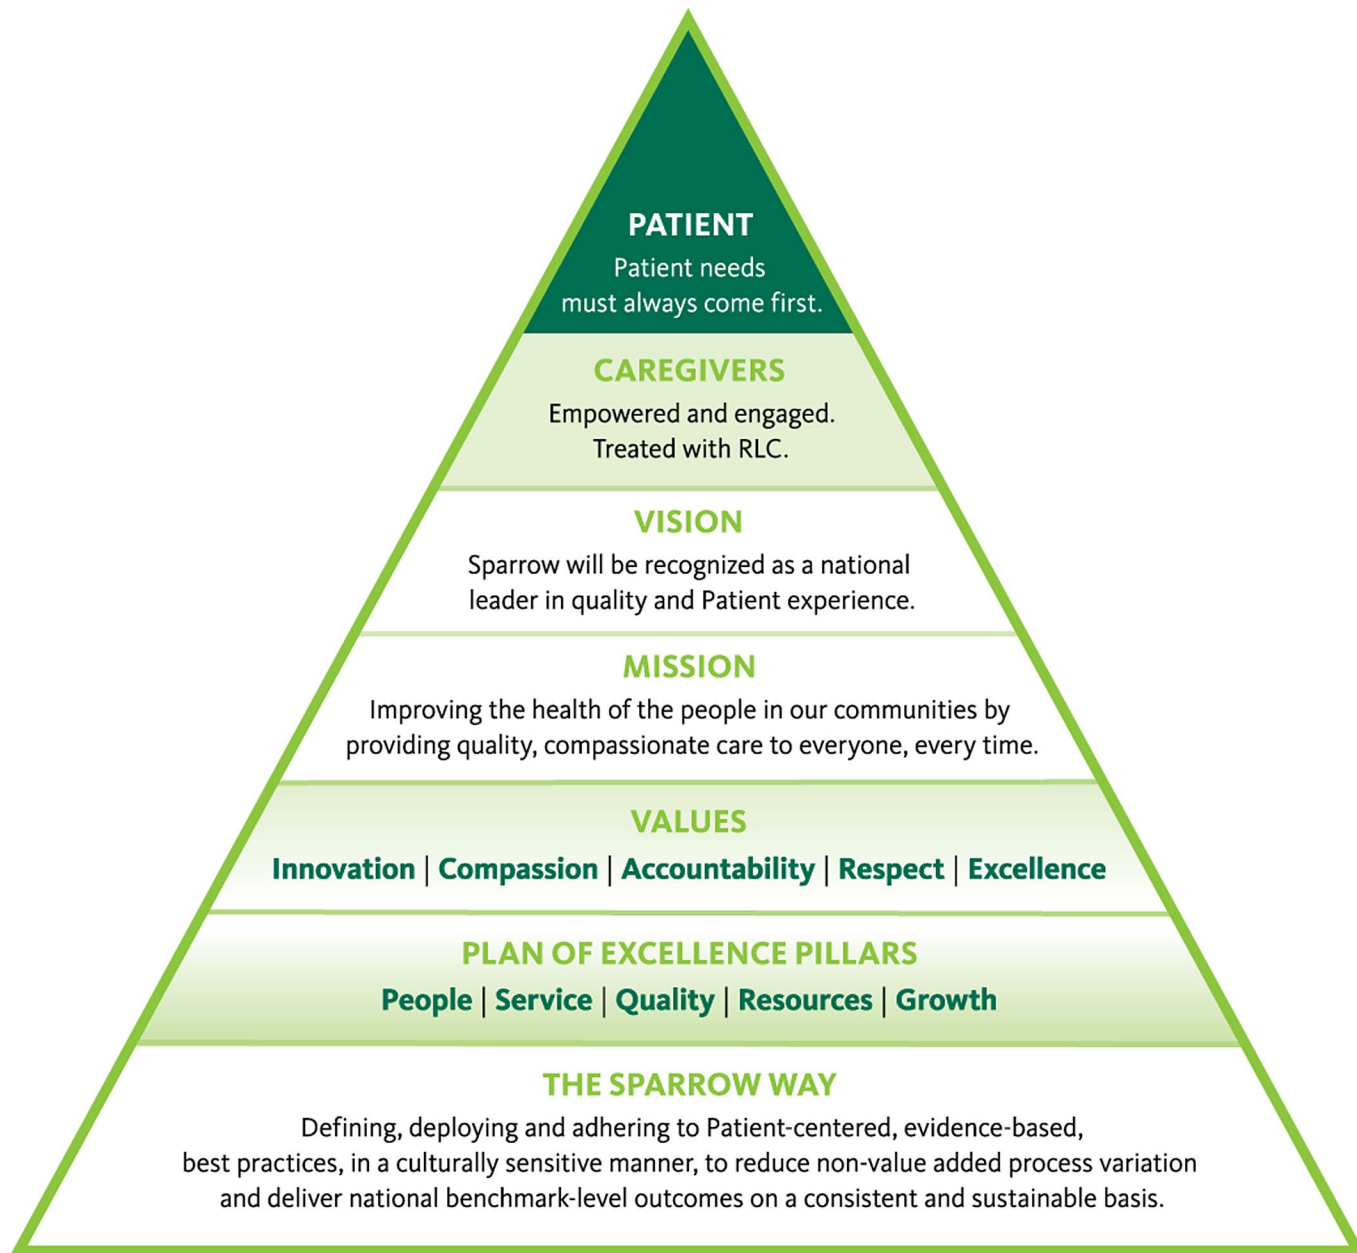 PATIENT
Patient needs
must always come first.
CAREGIVERS
Empowered and engaged.
Treated with RLC.
VISION
Sparrow will be recognized as a national
leader in quality and Patient experience.
MISSION
Improving the health of the people in our communities by
providing quality, compassionate care to everyone, every time.
VALUES
Innovation | Compassion | Accountability | Respect | Excellence
PLAN OF EXCELLENCE PILLARS
People | Service | Quality | Resources | Growth
THE SPARROW WAY
Defining, deploying and adhering to Patient-centered, evidence-based,
best practices, in a culturally sensitive manner, to reduce non-value added process variation
and deliver national benchmark-level outcomes on a consistent and sustainable basis.